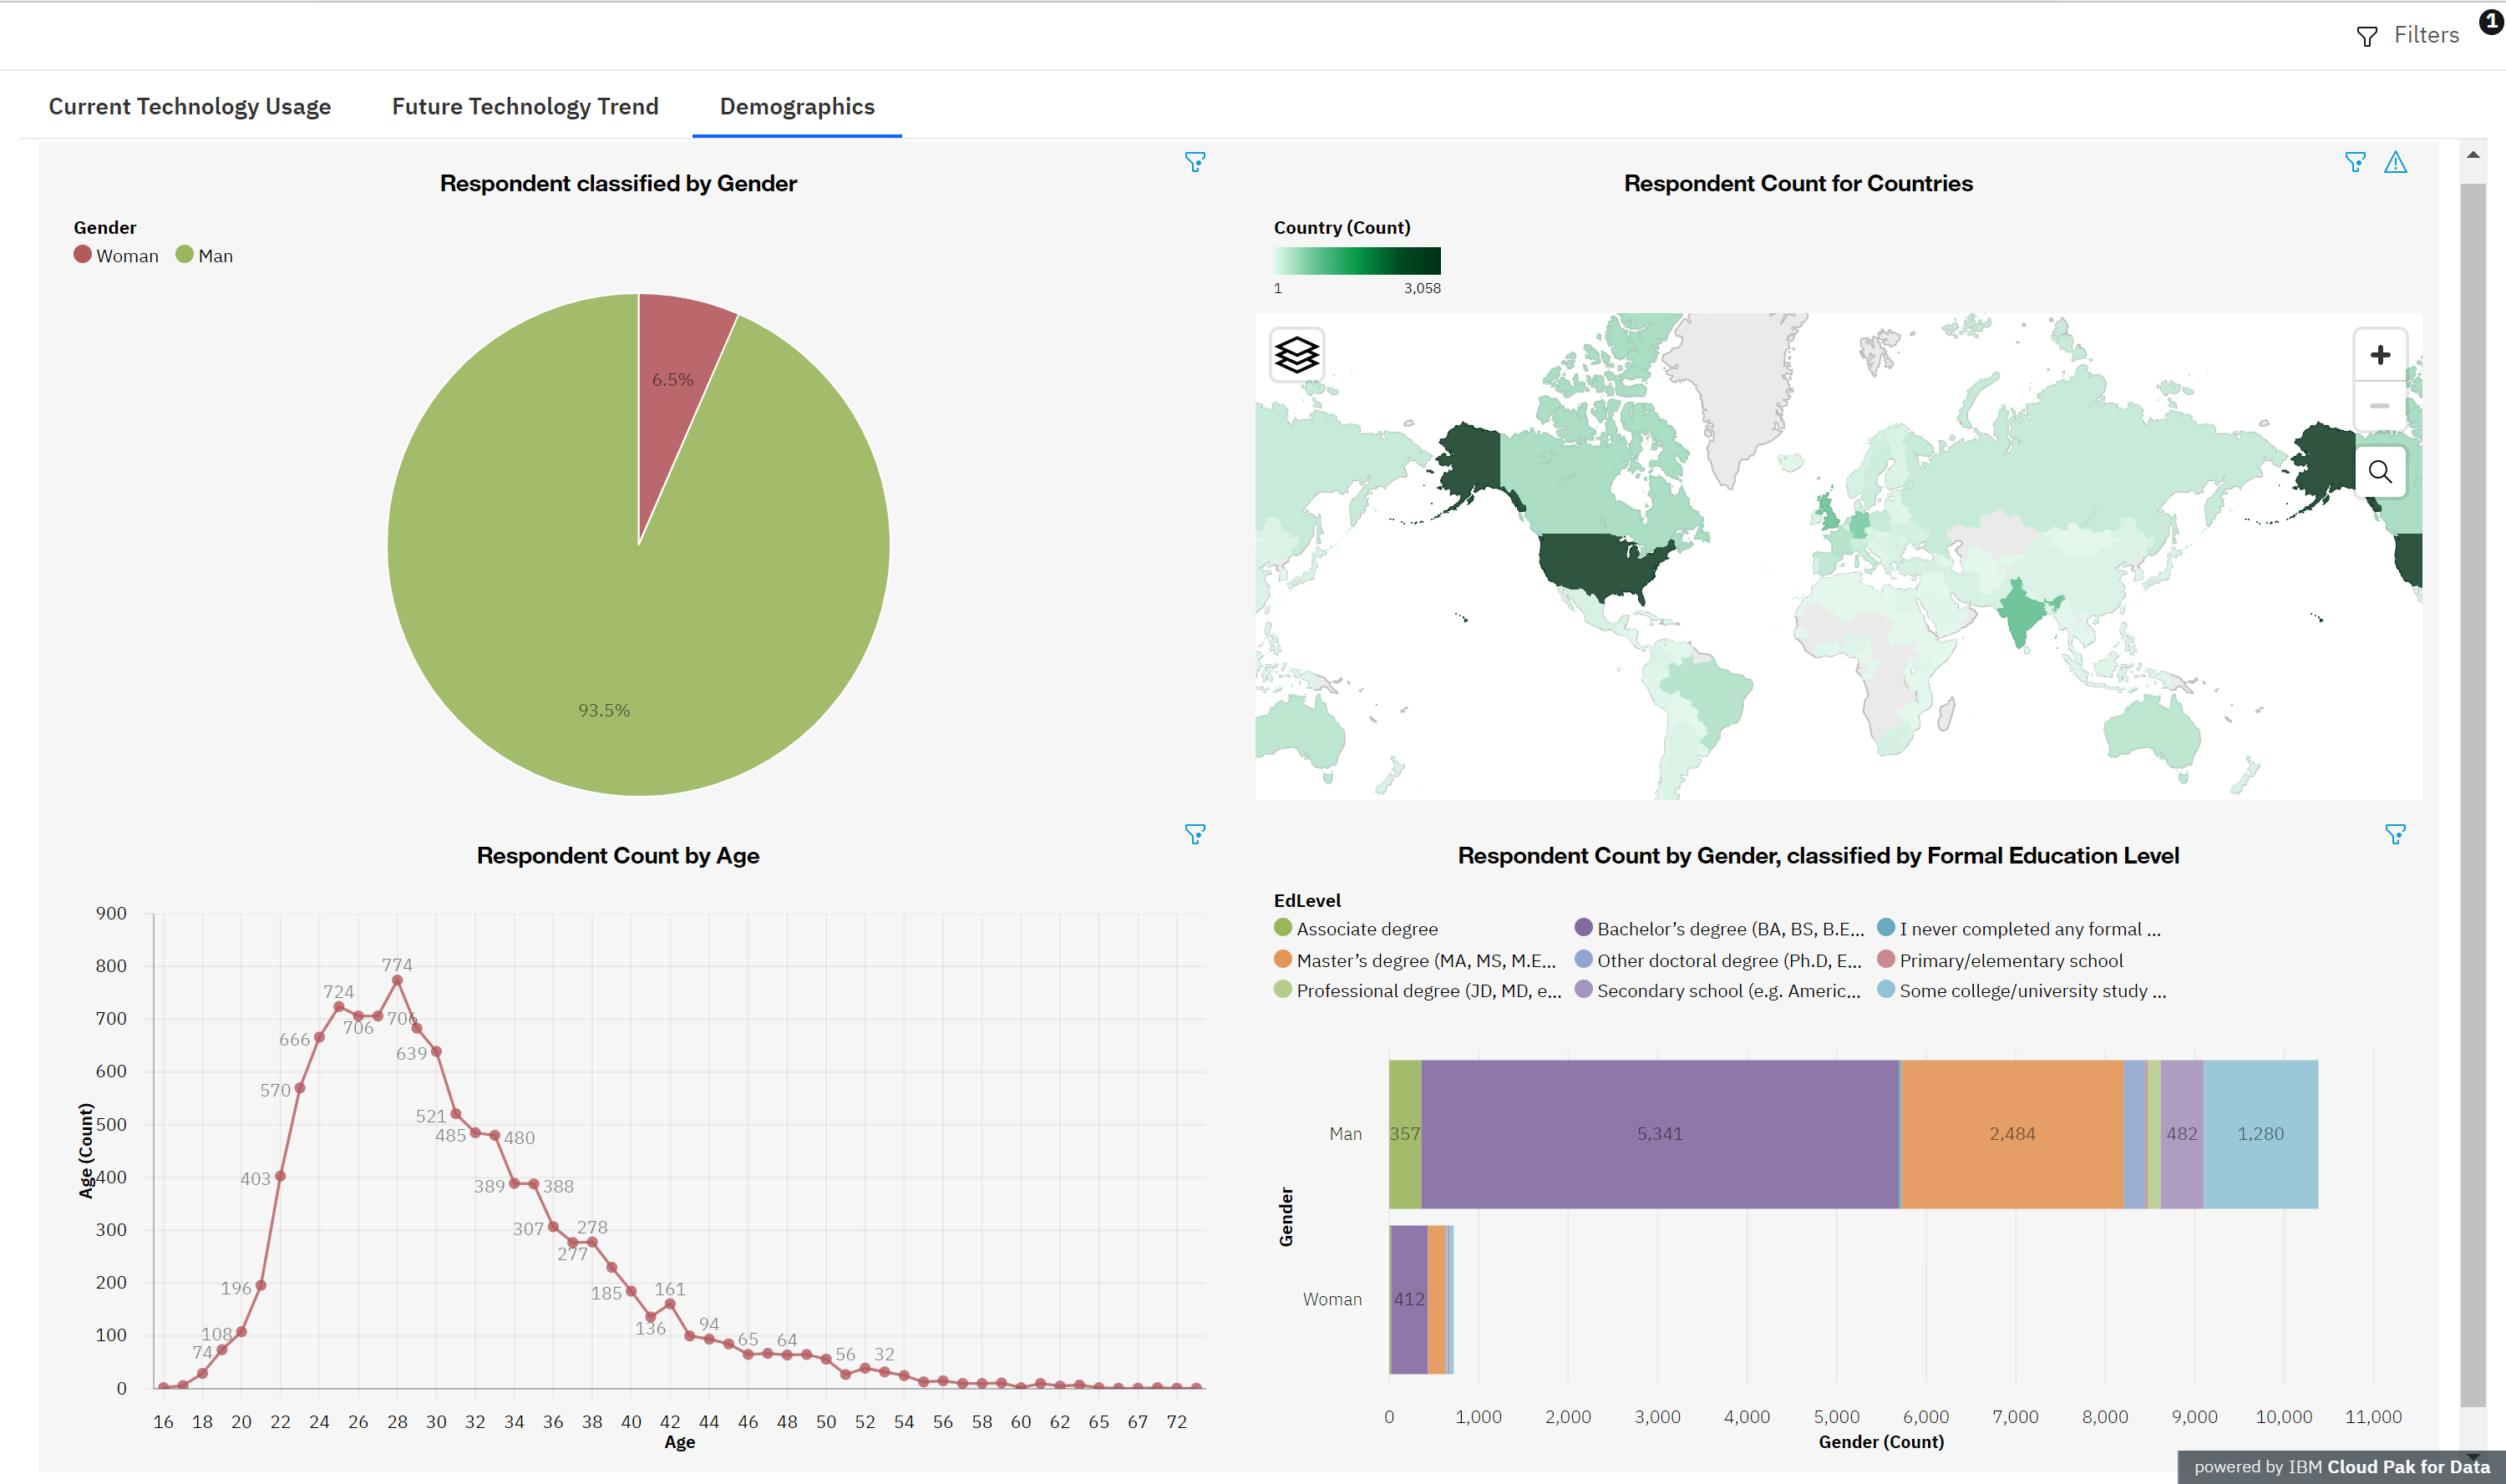 Filters
1
Current Technology Usage
Future Technology Trend
Demographics
Respondent classified by Gender
Gender
Woman
Man
6.5%
93.5%
Respondent Count for Countries
Country (Count)
1
3,058
Respondent Count by Age
Age (Count)
900
800
700
600
500
400
300
200
100
0
74
108
196
403
570
666
724
706
706
774
639
521
485
480
389
388
307
277
278
185
136
161
94
65
64
56
32
16 18 20 22 24 26 28 30 32 34 36 38 40 42 44 46 48 50 52 54 56 58 60 62 65 67 72
Age
Respondent Count by Gender, classified by Formal Education Level
EdLevel
Associate degree
Bachelor’s degree (BA, BS, B.E...
I never completed any formal ...
Master’s degree (MA, MS, M.E...
Other doctoral degree (Ph.D, E...
Primary/elementary school
Professional degree (JD, MD, e...
Secondary school (e.g. Americ...
Some college/university study ...
Gender
Man
357
5,341
2,484
482
1,280
Woman
412
0 1,000 2,000 3,000 4,000 5,000 6,000 7,000 8,000 9,000 10,000 11,000
Gender (Count)
powered by IBM Cloud Pak for Data